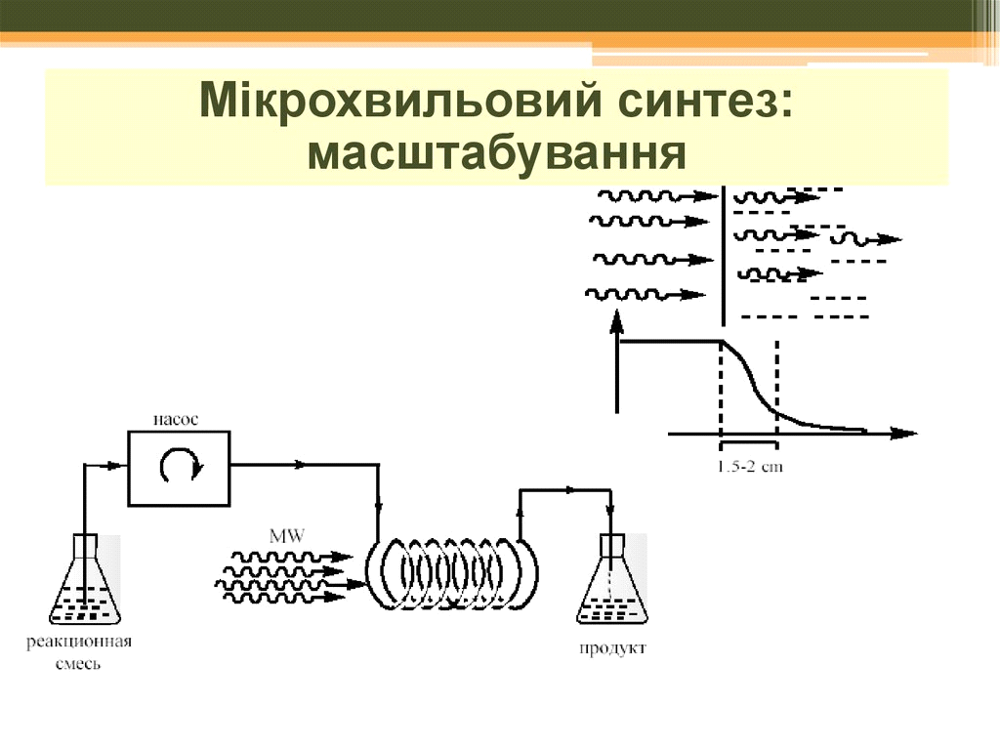 Мікрохвильовий синтез:
масштабування
насос
1.5-2 cm
MW
реакционная
смесь
продукт